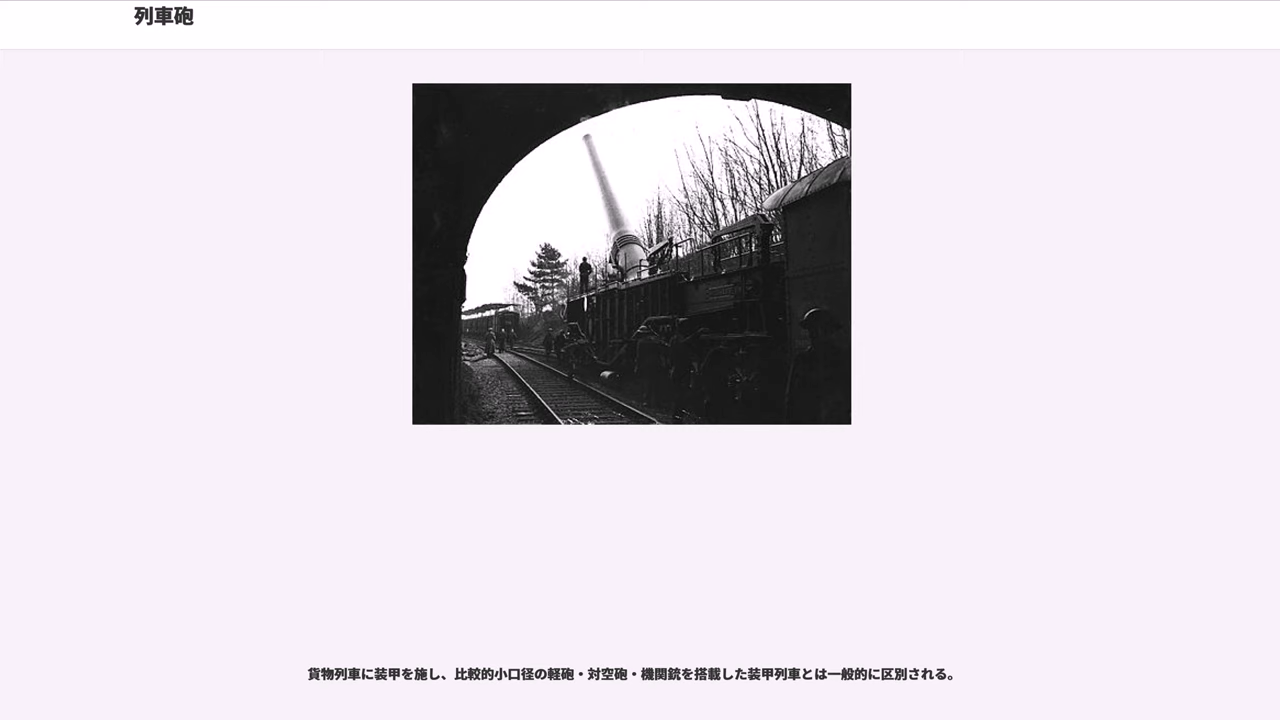 列車砲
貨物列車に装甲を施し、比較的小口径の軽砲・対空砲・機関銃を搭載した装甲列車とは一般的に区別される。